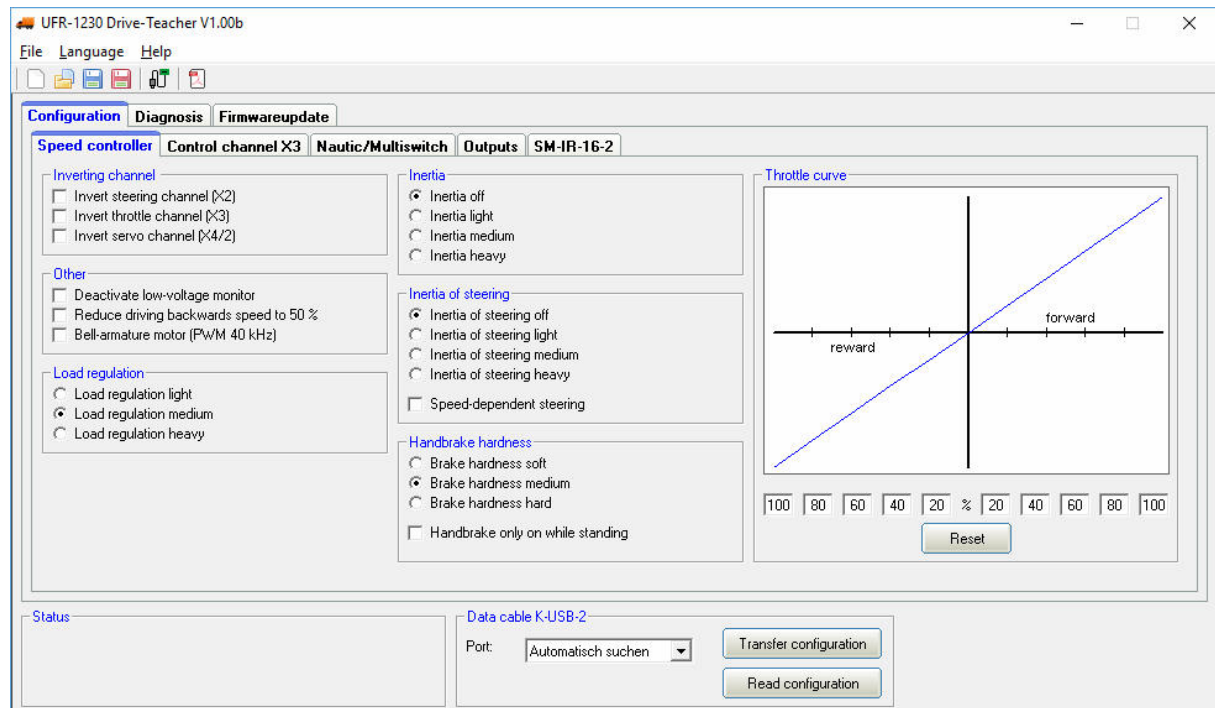 UFR-1230 Drive-Teacher V1.00b
File Language Help
Configuration Diagnosis Firmwareupdate
Speed controller Control channel X3 Nautic/Multiswitch Outputs SM-IR-16-2
Inverting channel
Invert steering channel (X2)
Invert throttle channel (X3)
Invert servo channel (X4/2)
Other
Deactivate low-voltage monitor
Reduce driving backwards speed to 50 %
Bell-armature motor (PWM 40 kHz)
Load regulation
Load regulation light
Load regulation medium
Load regulation heavy
Inertia
Inertia off
Inertia light
Inertia medium
Inertia heavy
Inertia of steering
Inertia of steering off
Inertia of steering light
Inertia of steering medium
Inertia of steering heavy
Speed-dependent steering
Handbrake hardness
Brake hardness soft
Brake hardness medium
Brake hardness hard
Handbrake only on while standing
Throttle curve
forward
reward
100 80 60 40 20 % 20 40 60 80 100
Reset
Status
Data cable K-USB-2
Port: Automatisch suchen
Transfer configuration
Read configuration